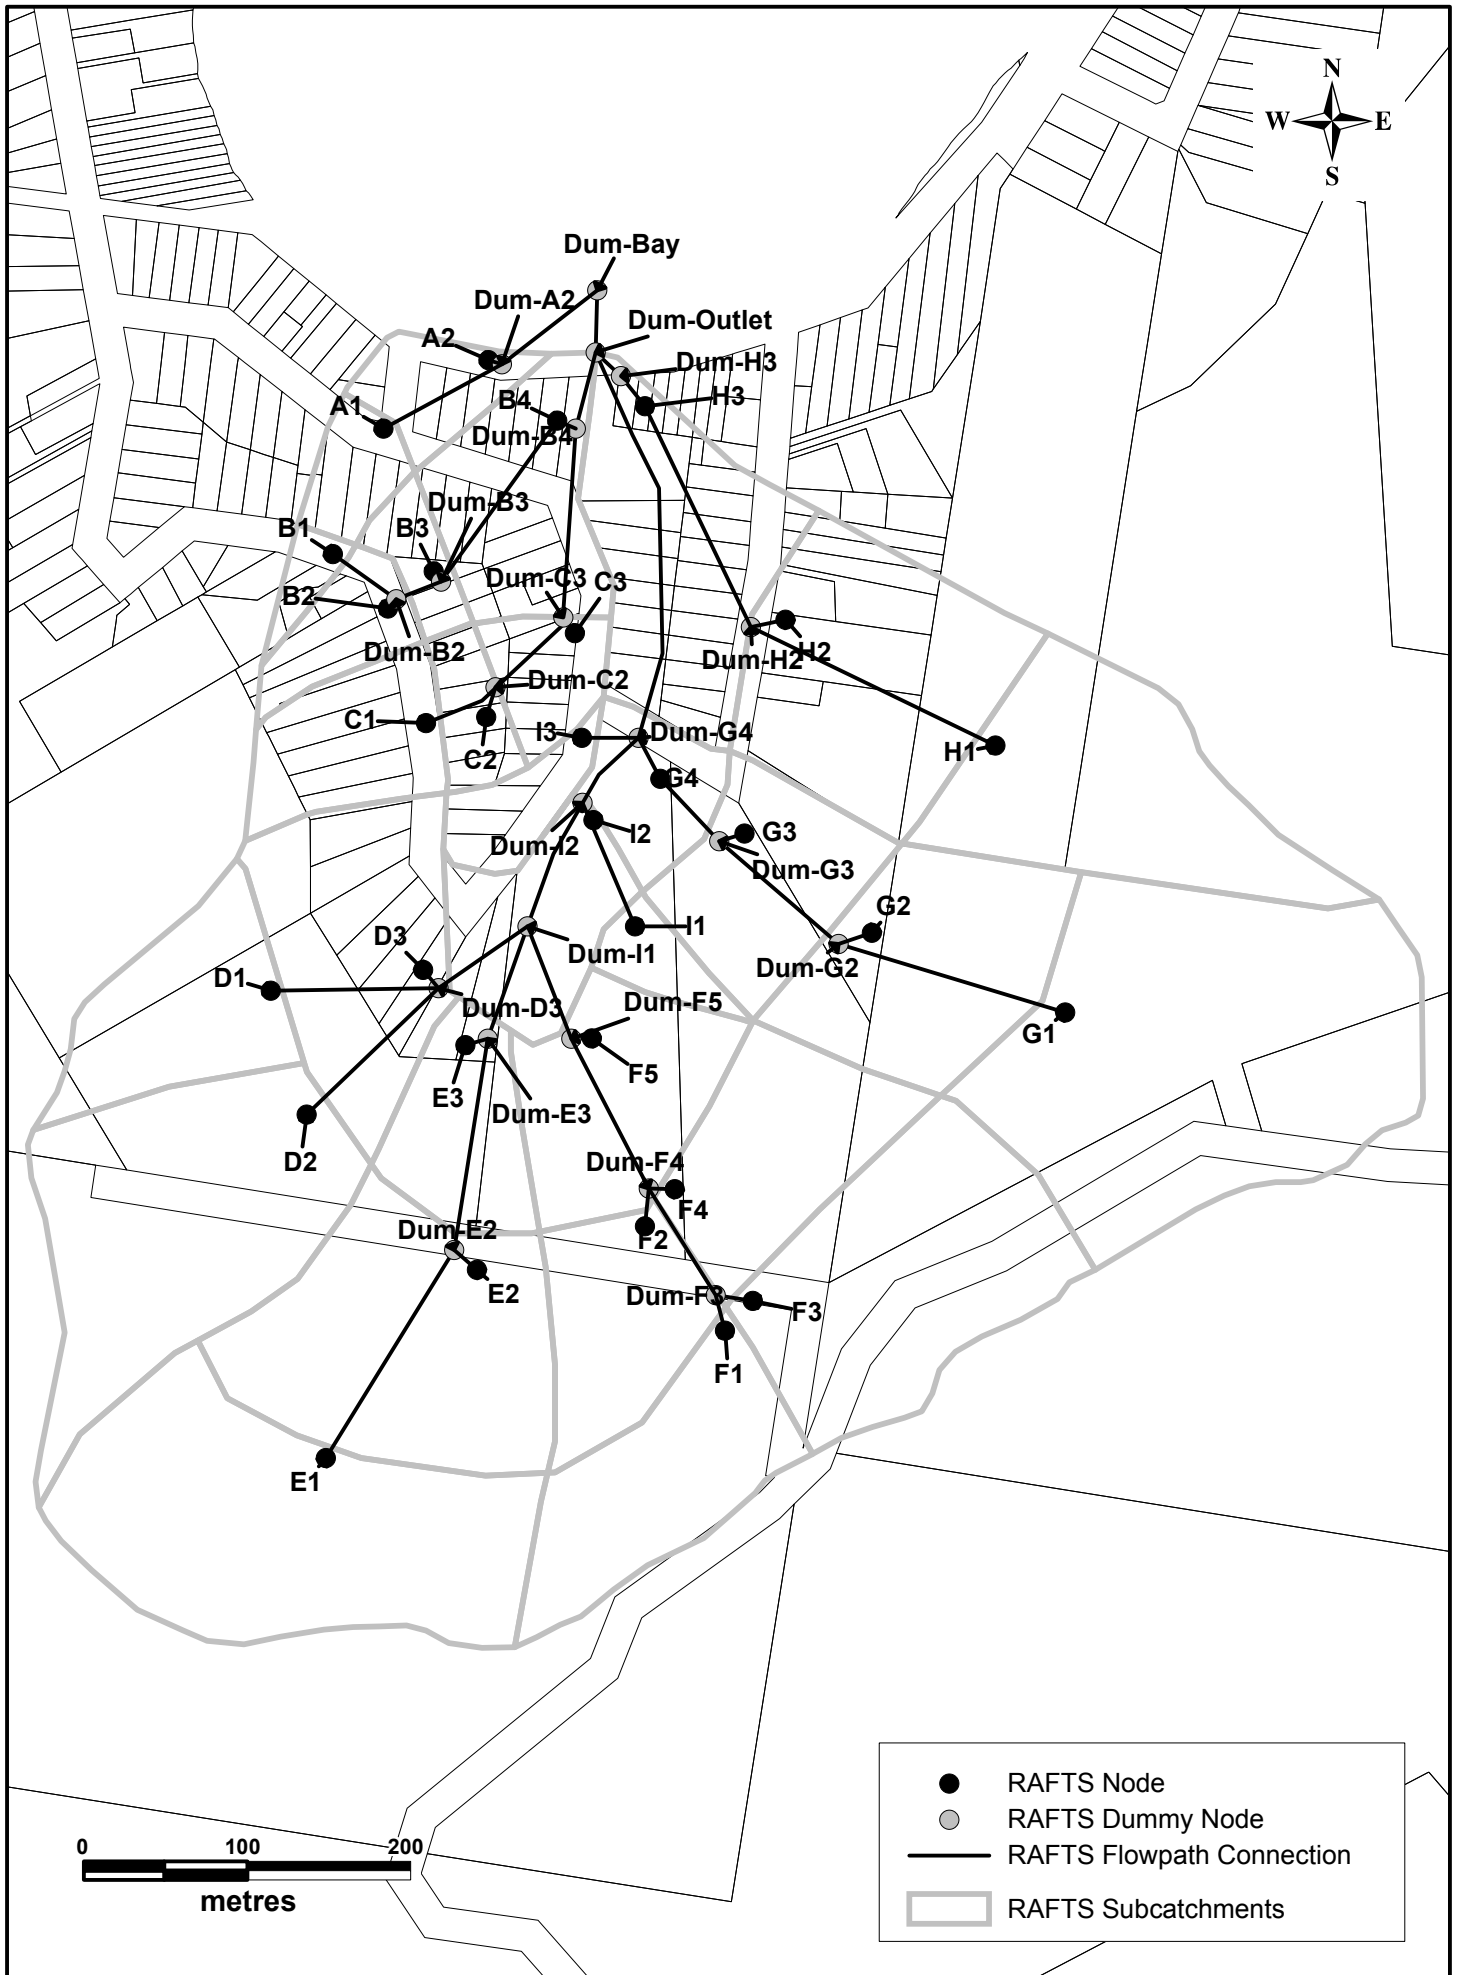 N
W E
S
Dum-Bay
Dum-A2
Dum-Outlet
A2
Dum-H3
H3
A1
B4
Dum-B4
Dum-B3
B1
B3
Dum-C3
C3
B2
Dum-B2
Dum-H2
H2
Dum-C2
C1
C2
I3
Dum-G4
H1
G4
I2
Dum-I2
G3
Dum-G3
G2
I1
D3
Dum-I1
Dum-G2
D1
Dum-D3
Dum-F5
G1
F5
E3
Dum-E3
D2
Dum-F4
F4
Dum-E2
F2
E2
Dum-F3
F3
F1
E1
RAFTS Node
RAFTS Dummy Node
RAFTS Flowpath Connection
RAFTS Subcatchments
0 100 200
metres